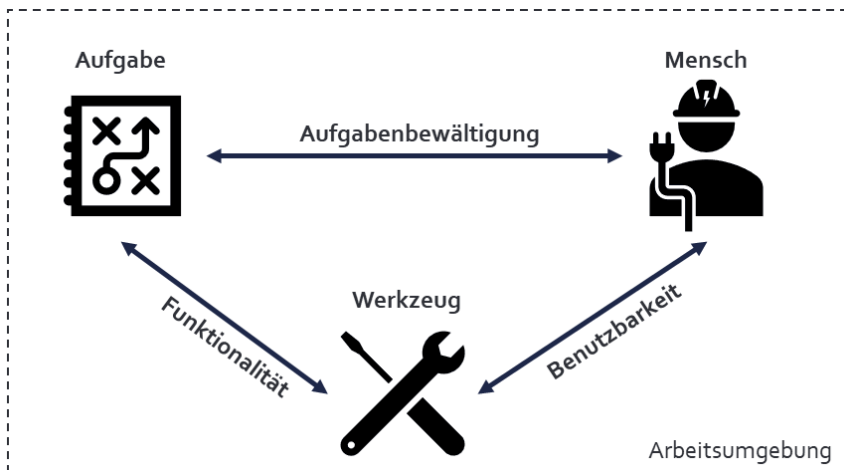 Aufgabe
Mensch
Aufgabenbewältigung
Werkzeug
Funktionalität
Benutzbarkeit
Arbeitsumgebung